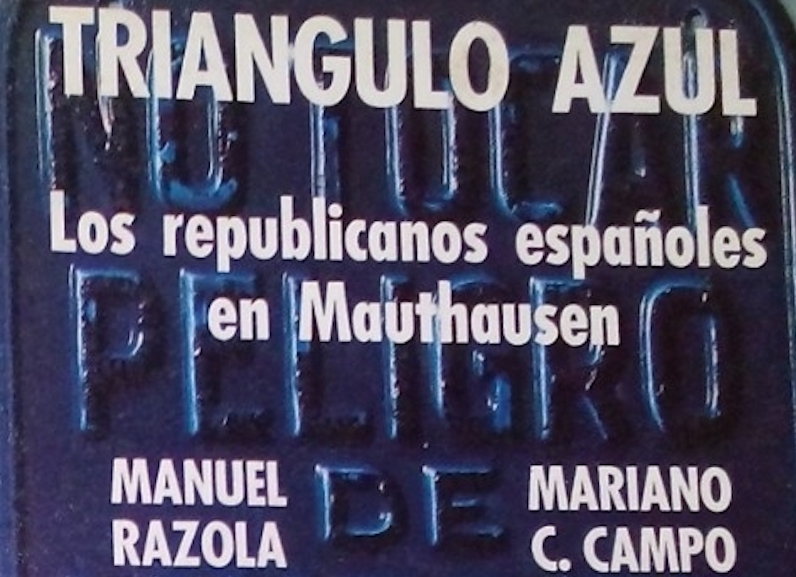 TRIANGULO AZUL
NO TOCAR
Los republicanos españoles
en Mauthausen
PELIGRO
MANUEL
RAZOLA
DE
MARIANO
C. CAMPO